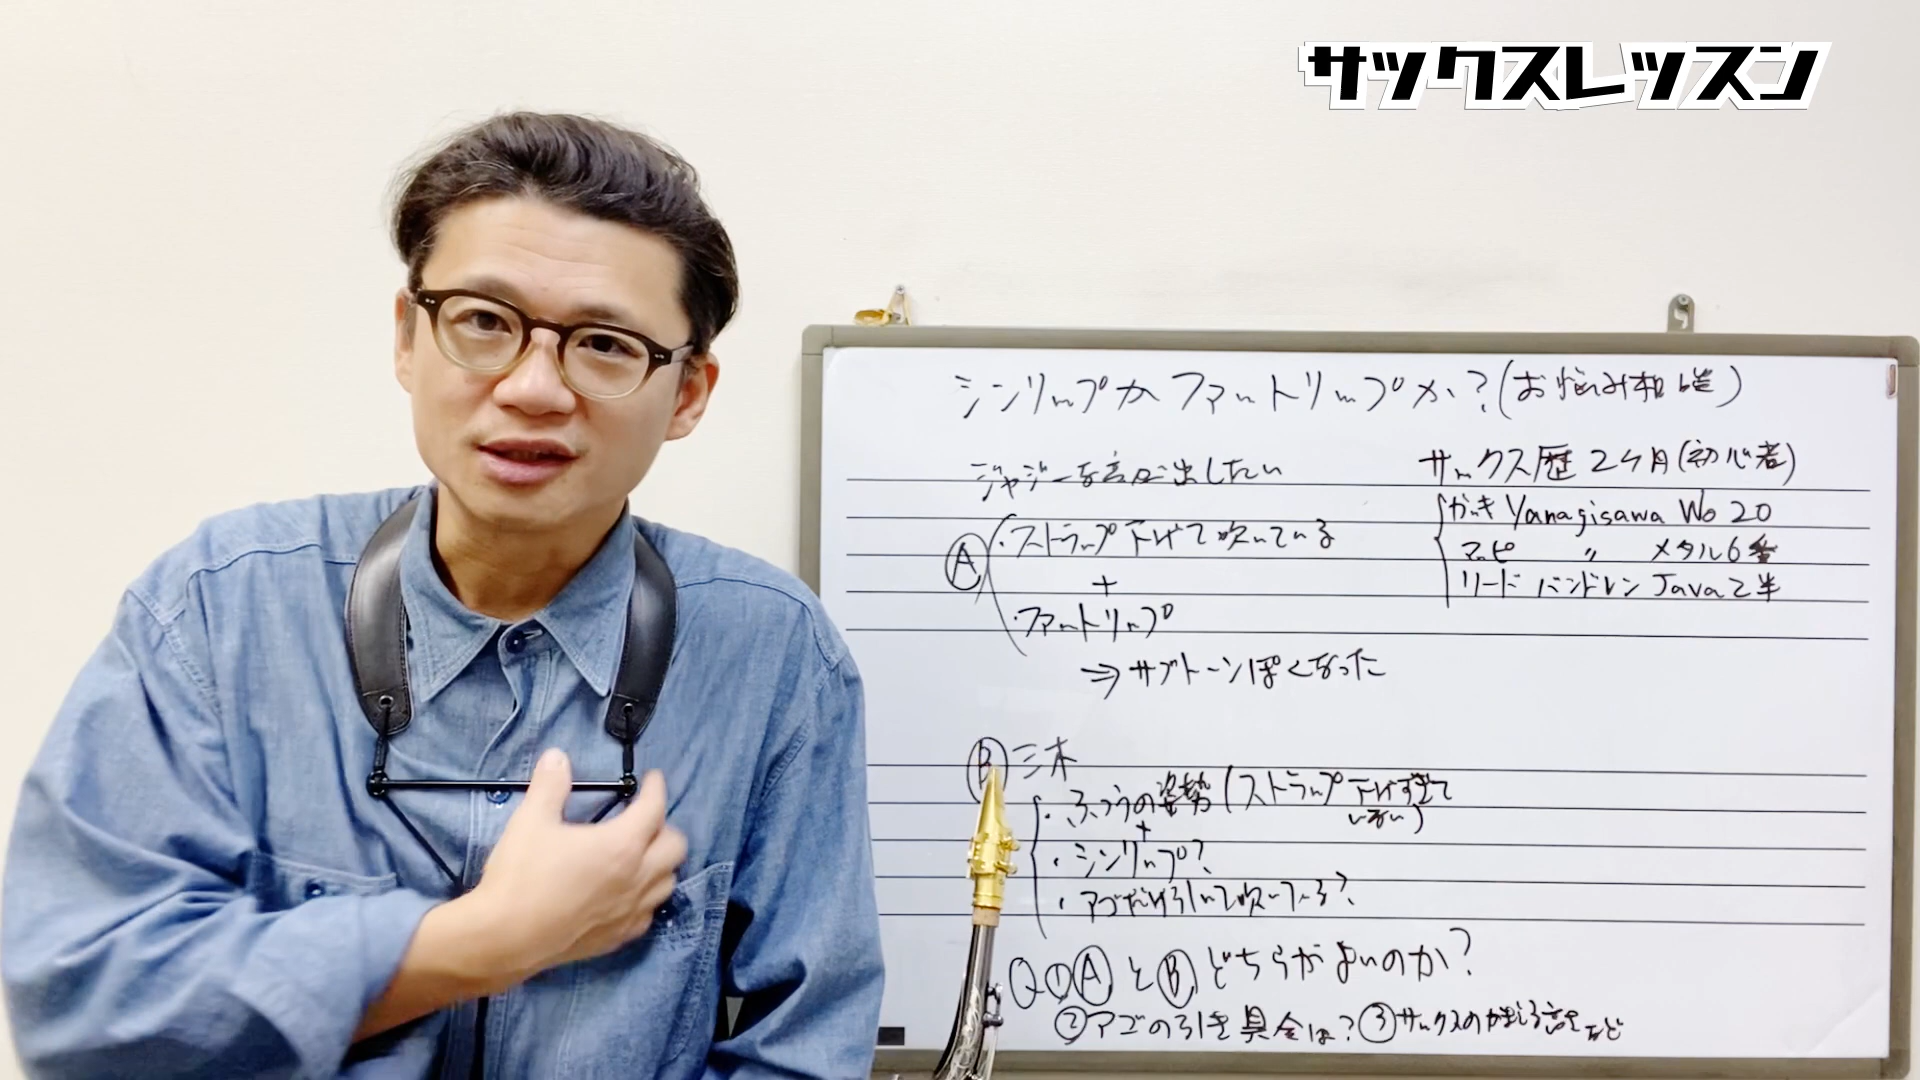 サックスレッスン
シンリップかファットリップか?(お悩み相談)
ジャジーな音を出したい
サックス歴2ヶ月(初心者)
がっき Yanagisawa Wo 20
マッピ 〃 メタル6番
リード バンドレン Java 2半
Ⓐ
・ストラップ下げて吹いている
+
・ファットリップ
⇒サブトーンぽくなった
Ⓑ 三木
・ふつうの姿勢(ストラップ下げすぎていない)
+
・シンリップ?
・アゴだけ引いて吹いている?
Q①ⒶとⒷどちらがよいのか?
②アゴの引き具合は?③サックスのかまえる
など